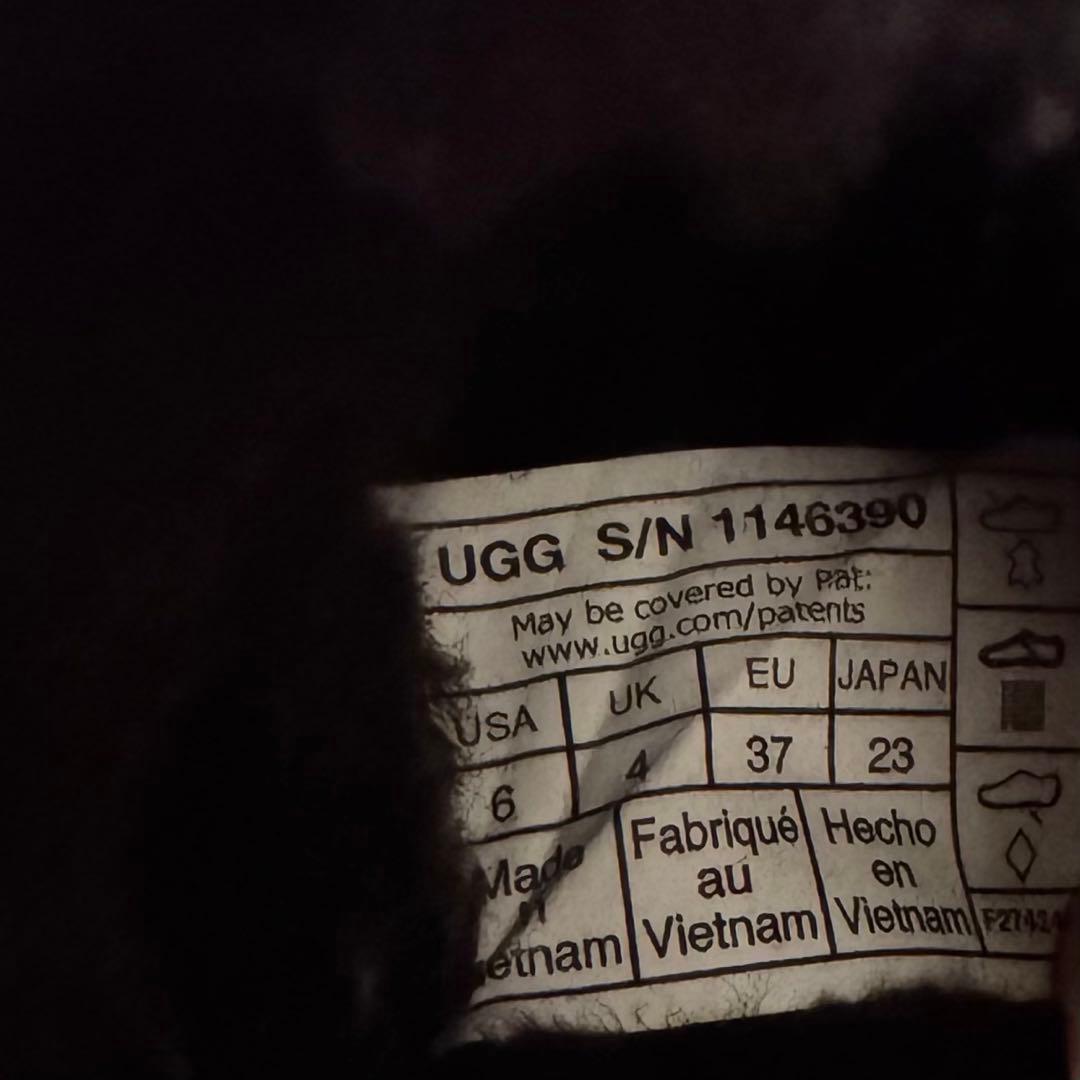 UGG S/N 1146390
May be covered by Pat:
www.ugg.com/patents
USA UK EU JAPAN
6 4 37 23
Made Fabriqué Hecho
au en
Vietnam Vietnam